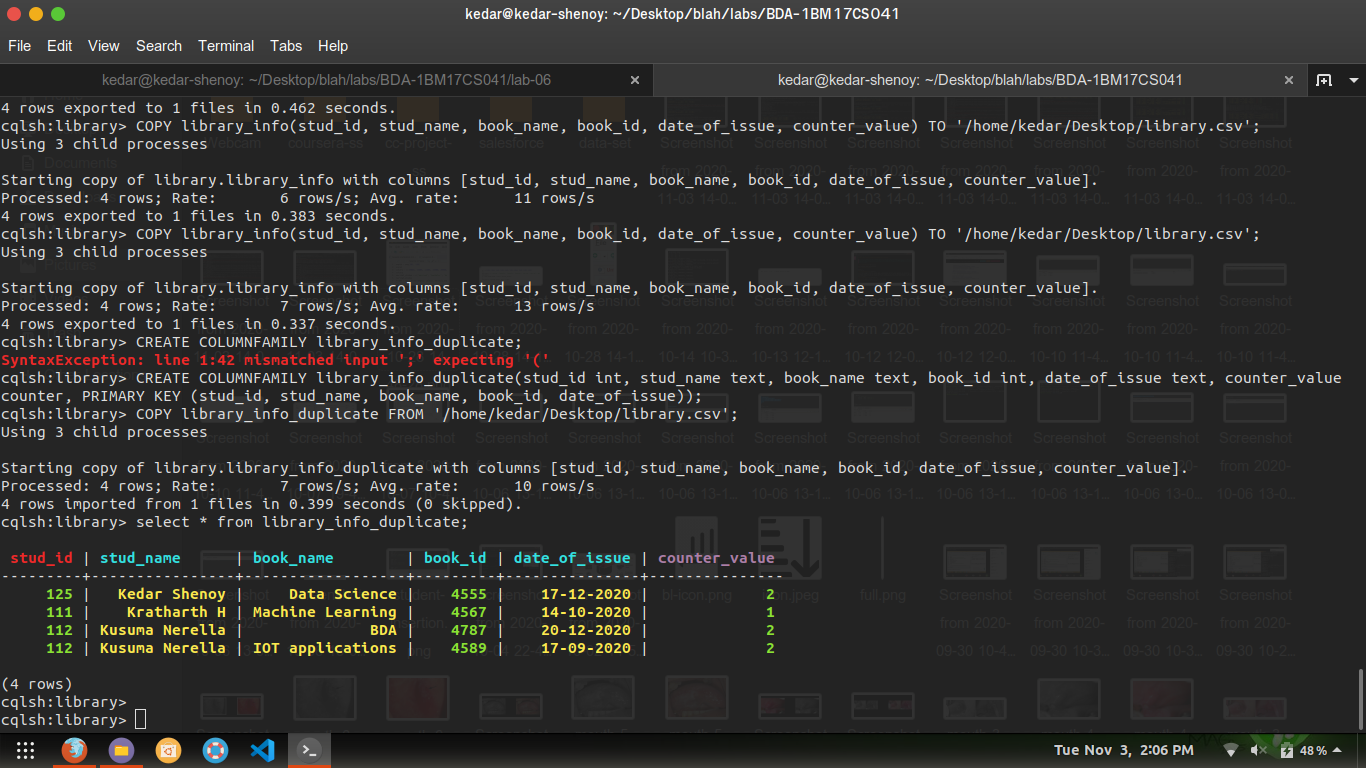 kedar@kedar-shenoy: ~/Desktop/blah/labs/BDA-1BM17CS041
File Edit View Search Terminal Tabs Help
kedar@kedar-shenoy: ~/Desktop/blah/labs/BDA-1BM17CS041/lab-06 × kedar@kedar-shenoy: ~/Desktop/blah/labs/BDA-1BM17CS041 ×
4 rows exported to 1 files in 0.462 seconds.
cqlsh:library> COPY library_info(stud_id, stud_name, book_name, book_id, date_of_issue, counter_value) TO '/home/kedar/Desktop/library.csv';
Using 3 child processes
Starting copy of library.library_info with columns [stud_id, stud_name, book_name, book_id, date_of_issue, counter_value].
Processed: 4 rows; Rate:       6 rows/s; Avg. rate:      11 rows/s
4 rows exported to 1 files in 0.383 seconds.
cqlsh:library> COPY library_info(stud_id, stud_name, book_name, book_id, date_of_issue, counter_value) TO '/home/kedar/Desktop/library.csv';
Using 3 child processes
Starting copy of library.library_info with columns [stud_id, stud_name, book_name, book_id, date_of_issue, counter_value].
Processed: 4 rows; Rate:       7 rows/s; Avg. rate:      13 rows/s
4 rows exported to 1 files in 0.337 seconds.
cqlsh:library> CREATE COLUMNFAMILY library_info_duplicate;
SyntaxException: line 1:42 mismatched input ';' expecting '('
cqlsh:library> CREATE COLUMNFAMILY library_info_duplicate(stud_id int, stud_name text, book_name text, book_id int, date_of_issue text, counter_value
counter, PRIMARY KEY (stud_id, stud_name, book_name, book_id, date_of_issue));
cqlsh:library> COPY library_info_duplicate FROM '/home/kedar/Desktop/library.csv';
Using 3 child processes
Starting copy of library.library_info_duplicate with columns [stud_id, stud_name, book_name, book_id, date_of_issue, counter_value].
Processed: 4 rows; Rate:       7 rows/s; Avg. rate:      10 rows/s
4 rows imported from 1 files in 0.399 seconds (0 skipped).
cqlsh:library> select * from library_info_duplicate;
 stud_id | stud_name      | book_name        | book_id | date_of_issue | counter_value
---------+----------------+------------------+---------+---------------+---------------
     125 |   Kedar Shenoy |     Data Science |    4555 |    17-12-2020 |             2
     111 |    Kratharth H | Machine Learning |    4567 |    14-10-2020 |             1
     112 | Kusuma Nerella |              BDA |    4787 |    20-12-2020 |             2
     112 | Kusuma Nerella | IOT applications |    4589 |    17-09-2020 |             2
(4 rows)
cqlsh:library>
cqlsh:library>
Tue Nov 3, 2:06 PM 48 %